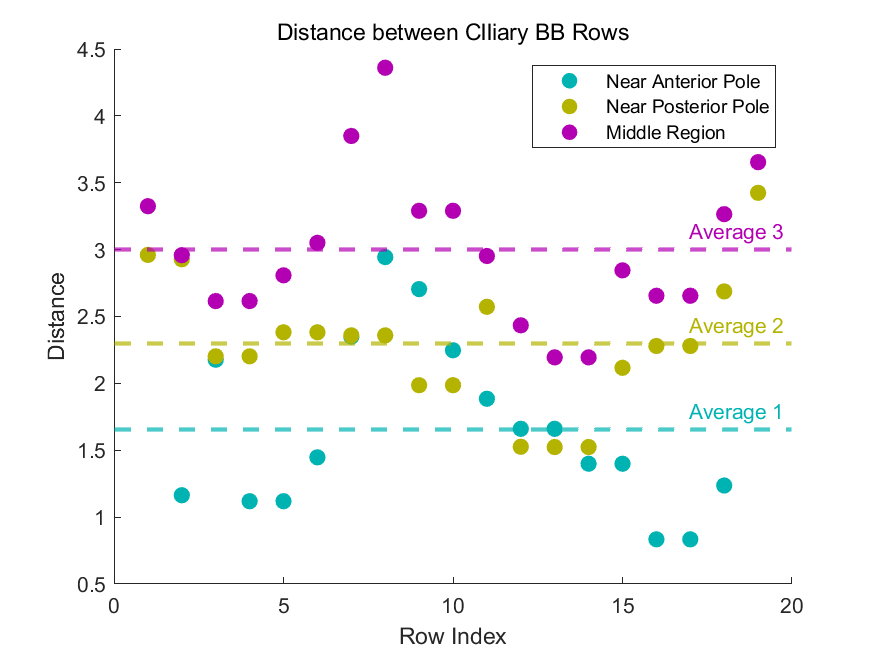 Distance between CIliary BB Rows
4.5
4
3.5
3
2.5
2
1.5
1
0.5
Distance
Near Anterior Pole
Near Posterior Pole
Middle Region
Average 3
Average 2
Average 1
0
5
10
15
20
Row Index